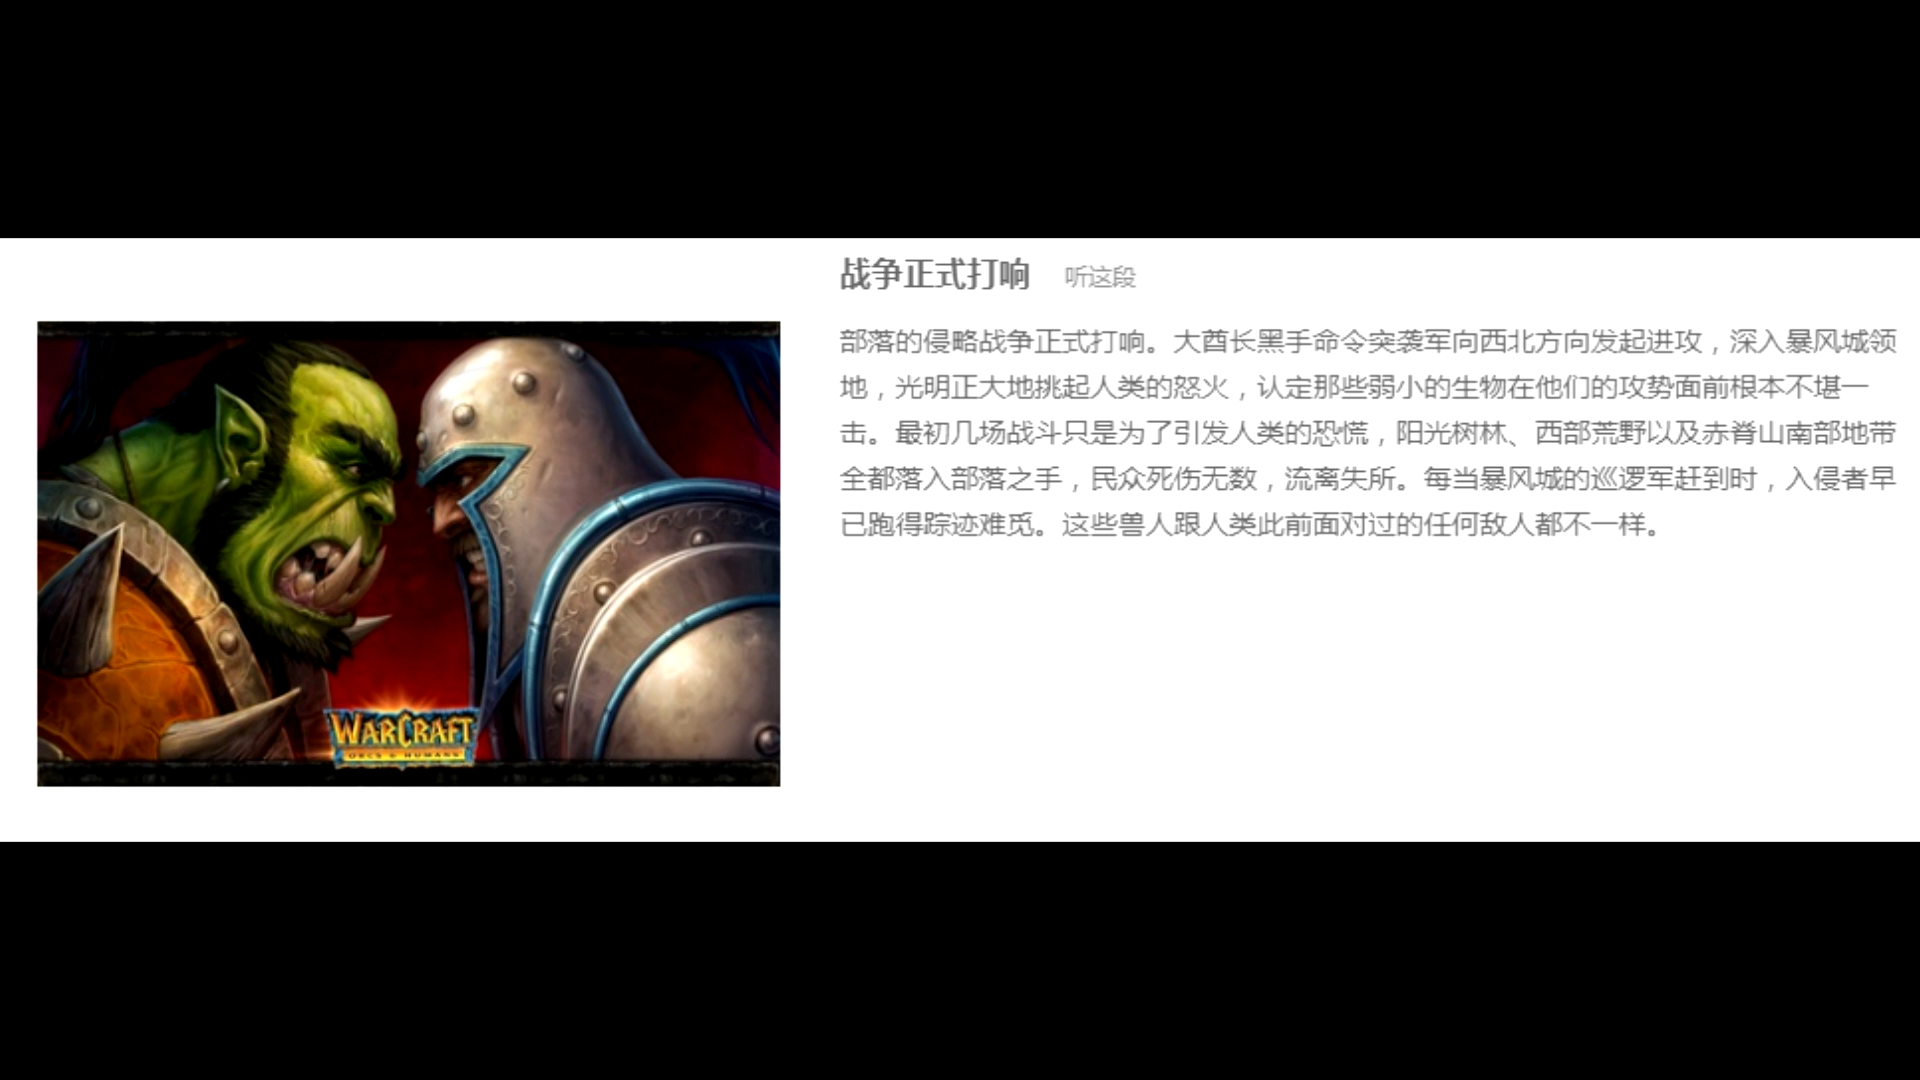 战争正式打响 听这段
部落的侵略战争正式打响。大酋长黑手命令突袭军向西北方向发起进攻，深入暴风城领
地，光明正大地挑起人类的怒火，认定那些弱小的生物在他们的攻势面前根本不堪一
击。最初几场战斗只是为了引发人类的恐慌，阳光树林、西部荒野以及赤脊山南部地带
全都落入部落之手，民众死伤无数，流离失所。每当暴风城的巡逻军赶到时，入侵者早
已跑得踪迹难觅。这些兽人跟人类此前面对过的任何敌人都不一样。
WARCRAFT
ORCS & HUMANS